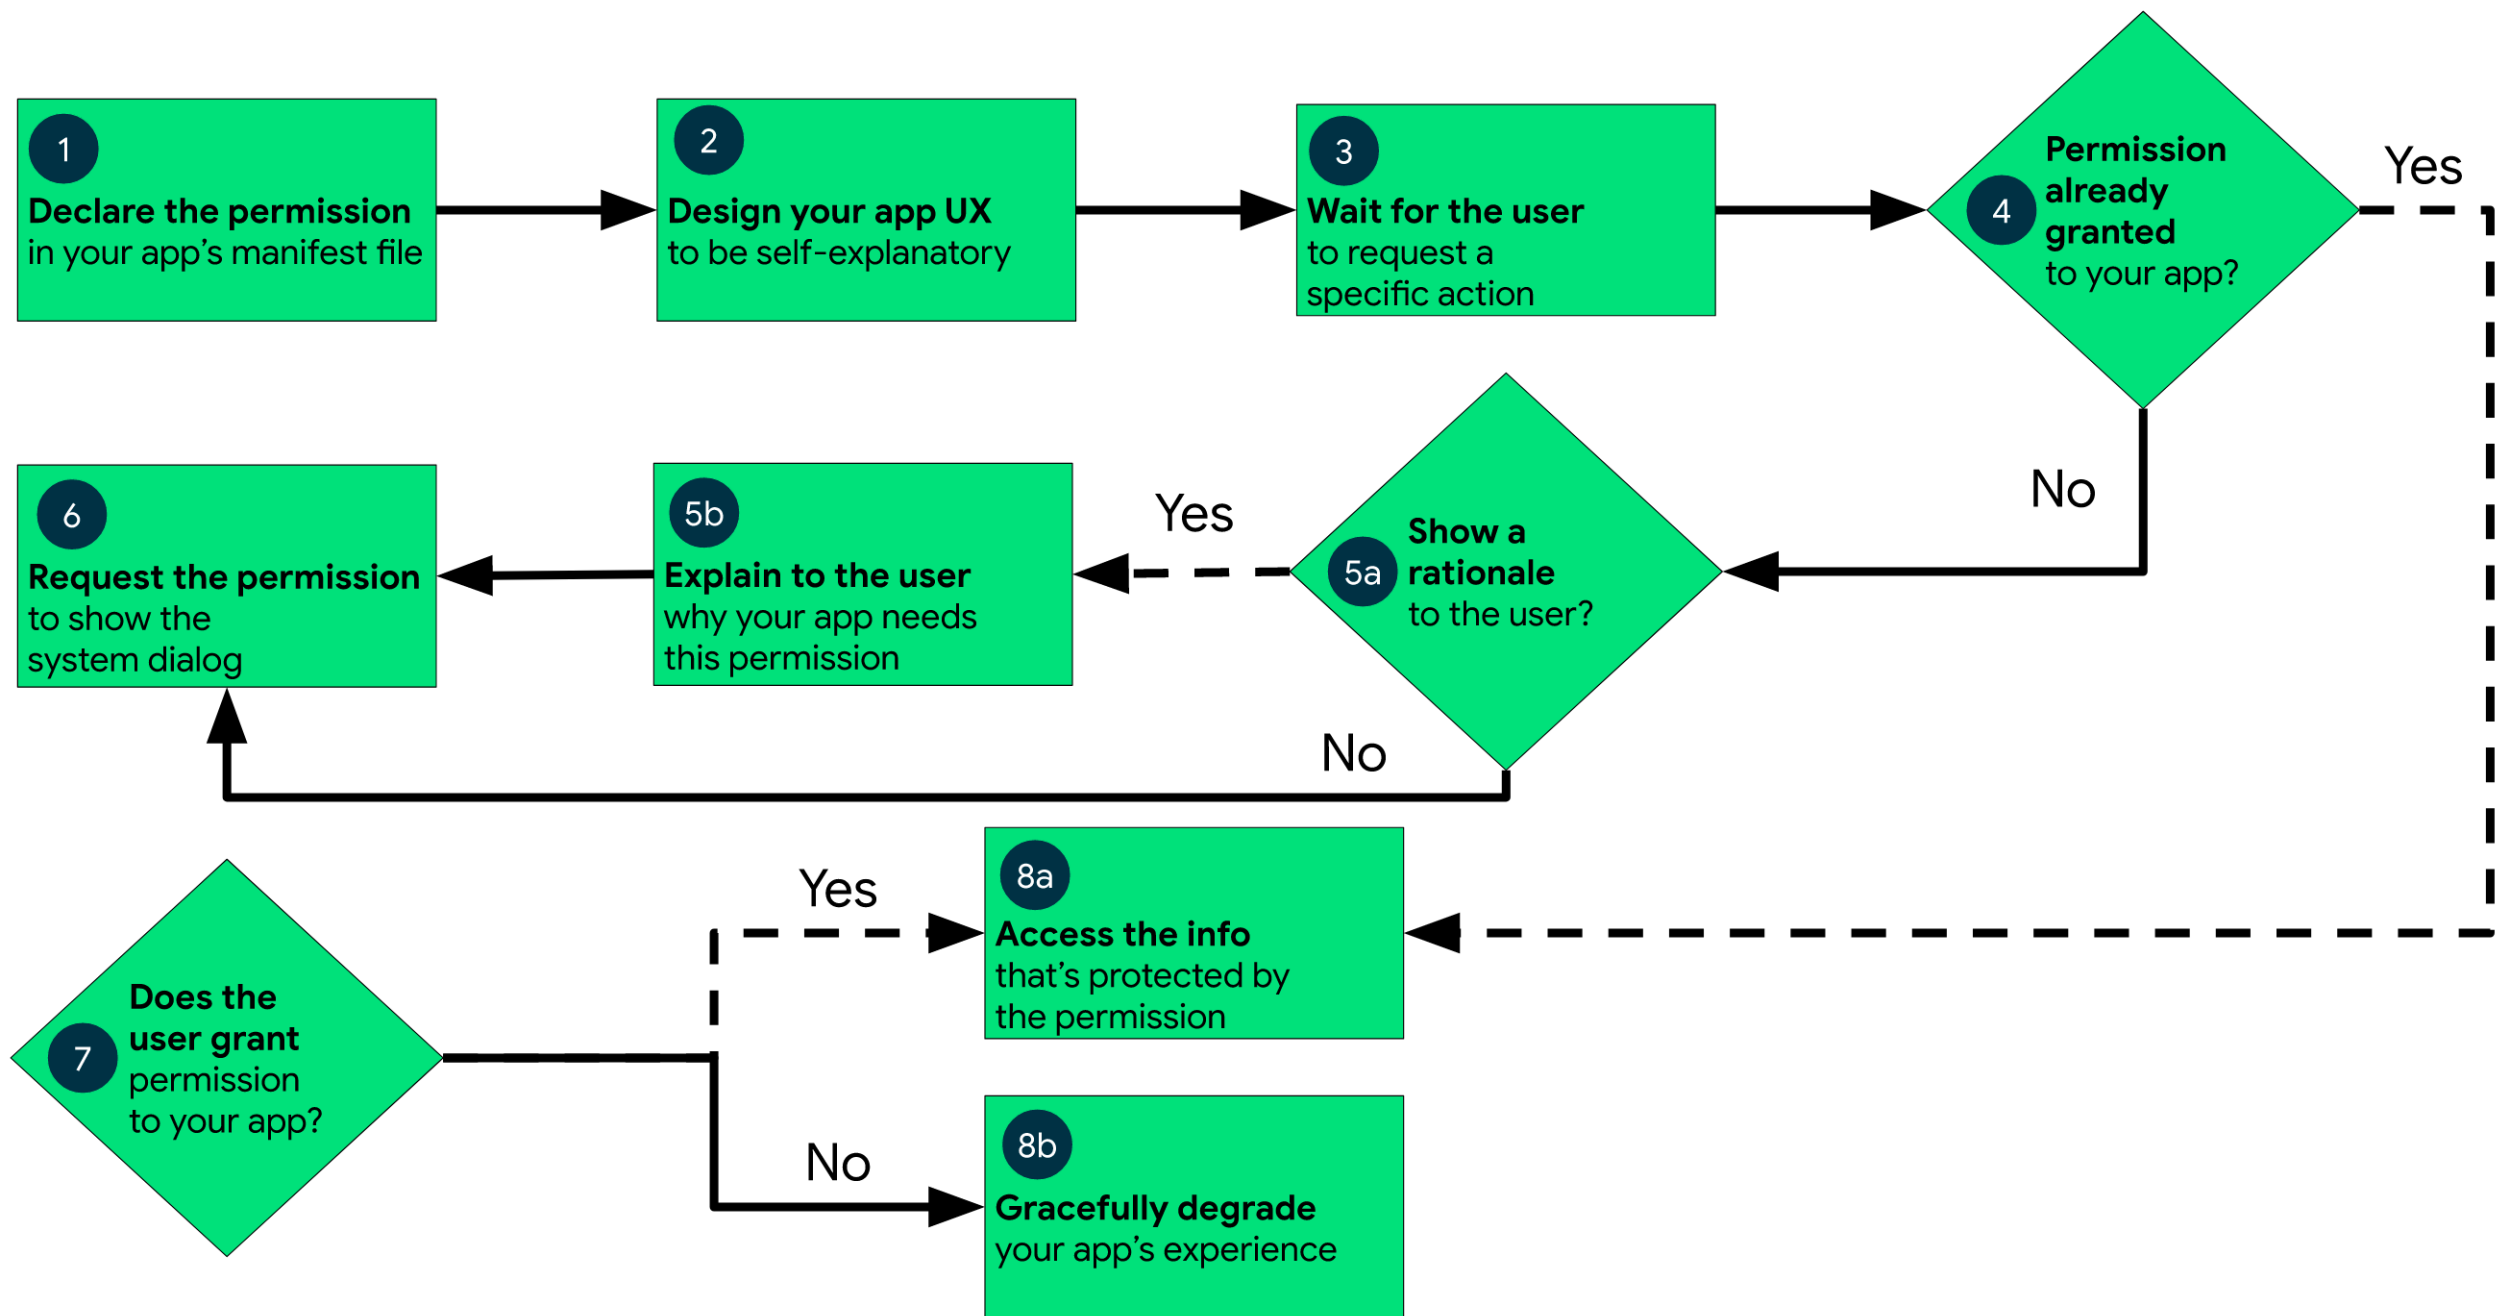 1
Declare the permission
in your app’s manifest file
2
Design your app UX
to be self-explanatory
3
Wait for the user
to request a
specific action
4
Permission
already
granted
to your app?
Yes
No
5a
Show a
rationale
to the user?
Yes
No
5b
Explain to the user
why your app needs
this permission
6
Request the permission
to show the
system dialog
7
Does the
user grant
permission
to your app?
Yes
No
8a
Access the info
that’s protected by
the permission
8b
Gracefully degrade
your app’s experience